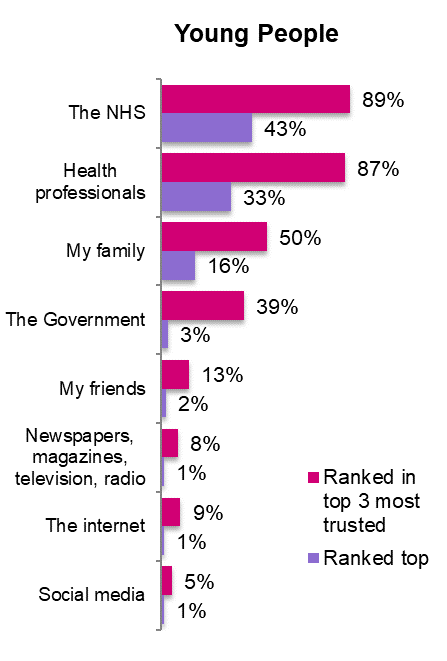 Young People
The NHS
89%
43%
Health
professionals
87%
33%
My family
50%
16%
The Government
39%
3%
My friends
13%
2%
Newspapers,
magazines,
television, radio
8%
1%
The internet
9%
1%
Social media
5%
1%
Ranked in
top 3 most
trusted
Ranked top